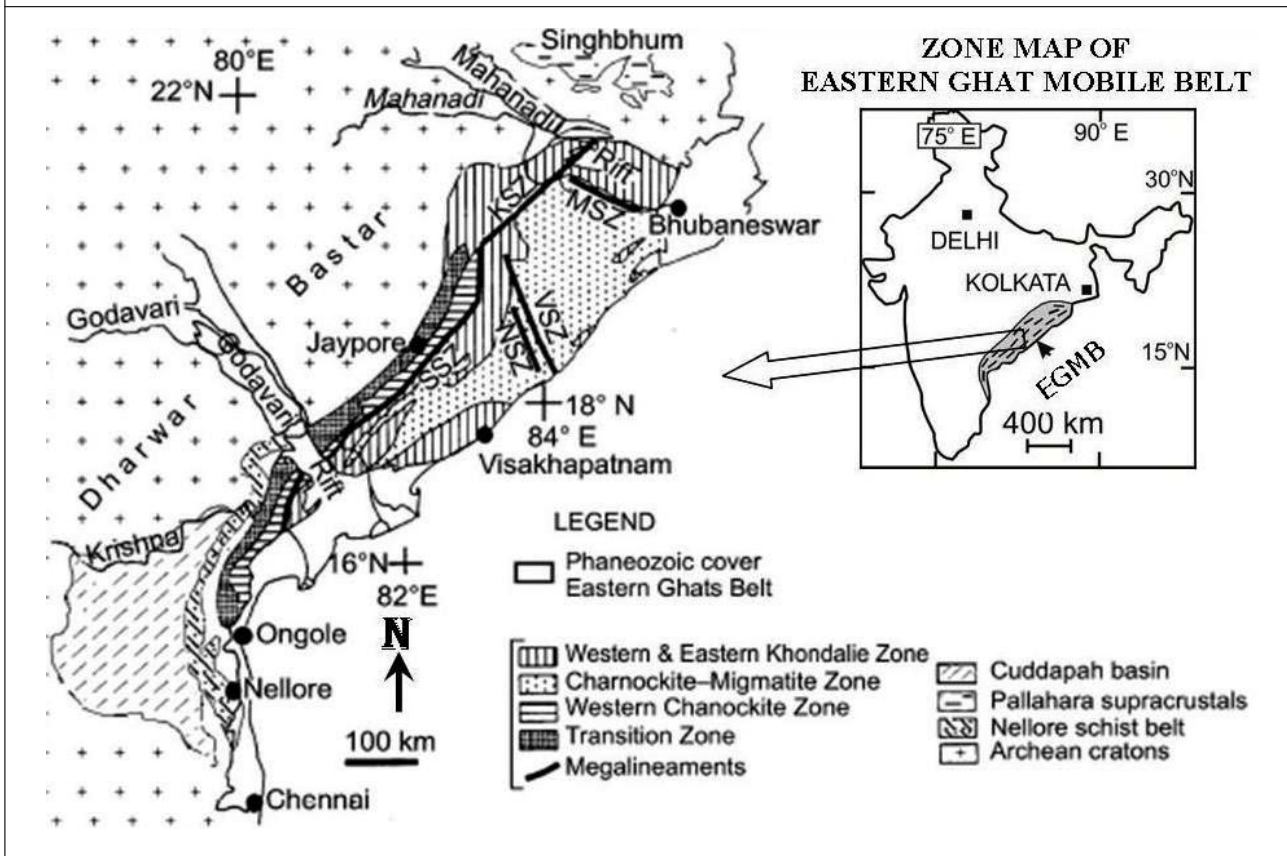 Singhbhum
80°E
22°N
Mahanadi
Mahanadi
Rift
KSZ
MSZ
Bhubaneswar
Bastar
Godavari
Godavari
Rift
Jaypore
SSZ
VSZ
NSZ
18° N
84° E
Visakhapatnam
Dharwar
Krishna
16°N
82°E
Ongole
Nellore
Chennai
N
100 km
ZONE MAP OF
EASTERN GHAT MOBILE BELT
75° E
90° E
30°N
DELHI
KOLKATA
15°N
EGMB
400 km
LEGEND
Phaneozoic cover
Eastern Ghats Belt
Western & Eastern Khondalie Zone
Charnockite–Migmatite Zone
Western Chanockite Zone
Transition Zone
Megalineaments
Cuddapah basin
Pallahara supracrustals
Nellore schist belt
Archean cratons